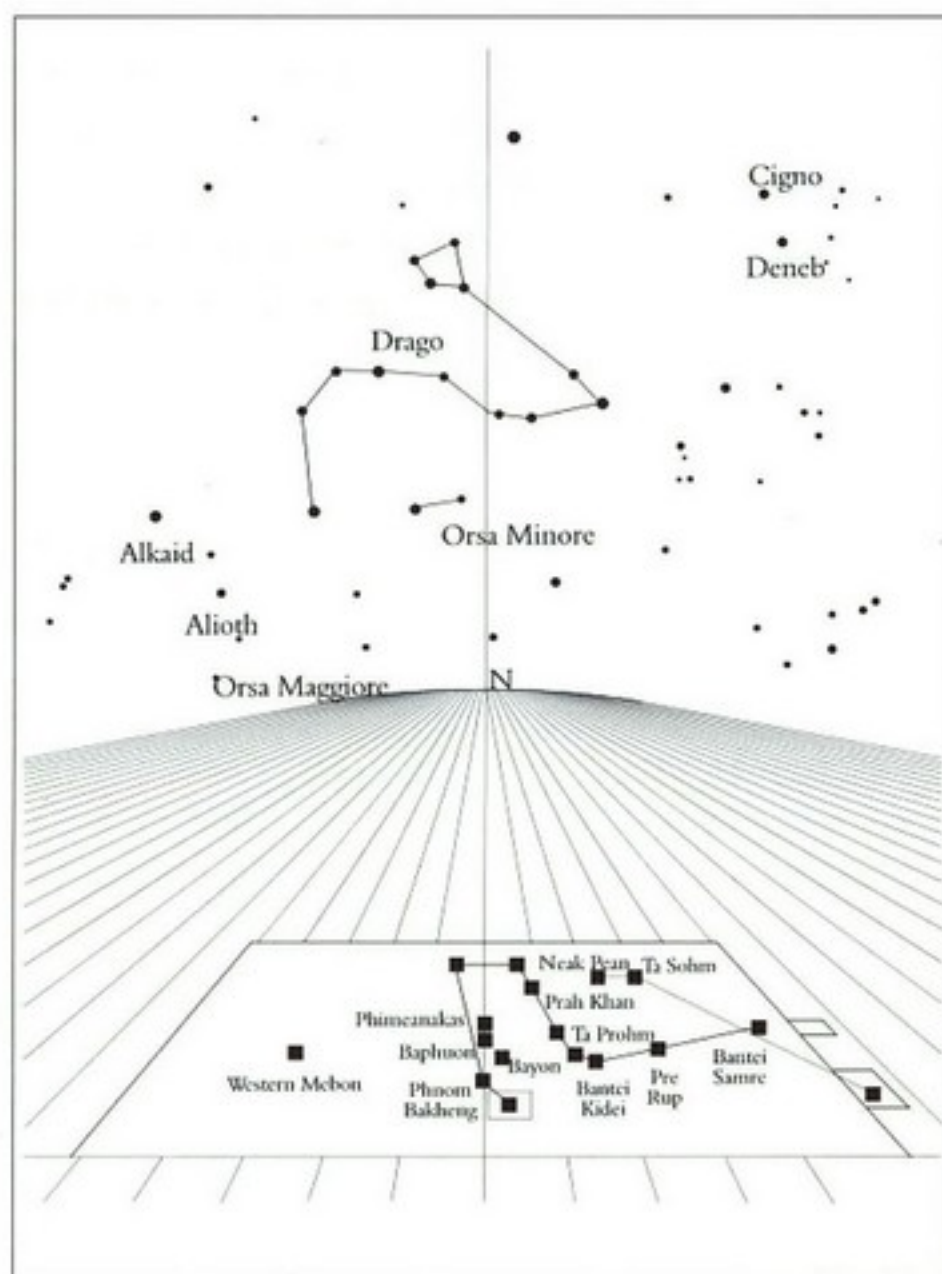 Cigno
Deneb
Drago
Orsa Minore
Alkaid
Alioth
Orsa Maggiore
N
Neak Pean
Ta Sohm
Prah Khan
Phimeanakas
Ta Prohm
Baphuon
Bayon
Bantei
Samre
Western Mebon
Phnom
Bakheng
Bantei
Kidei
Pre
Rup